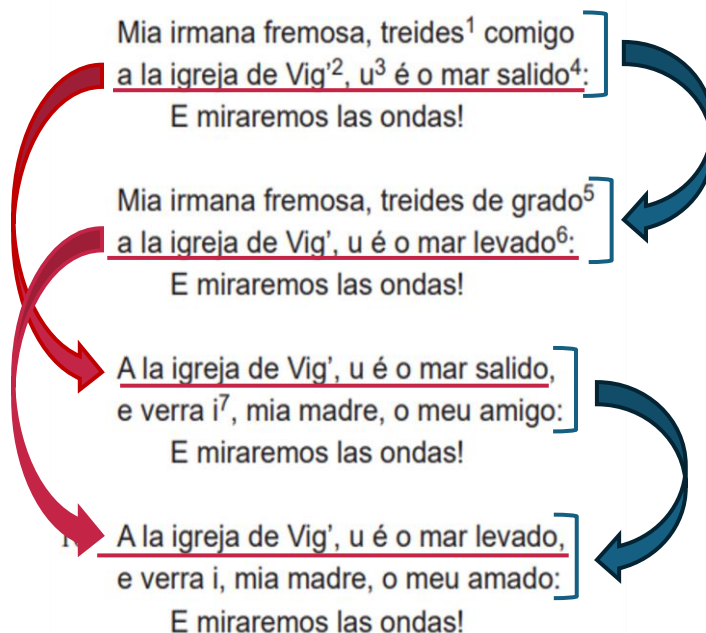 Mia irmana fremosa, treides¹ comigo
a la igreja de Vig'², u³ é o mar salido⁴:
E miraremos las ondas!
Mia irmana fremosa, treides de grado⁵
a la igreja de Vig', u é o mar levado⁶:
E miraremos las ondas!
A la igreja de Vig', u é o mar salido,
e verra i⁷, mia madre, o meu amigo:
E miraremos las ondas!
A la igreja de Vig', u é o mar levado,
e verra i, mia madre, o meu amado:
E miraremos las ondas!